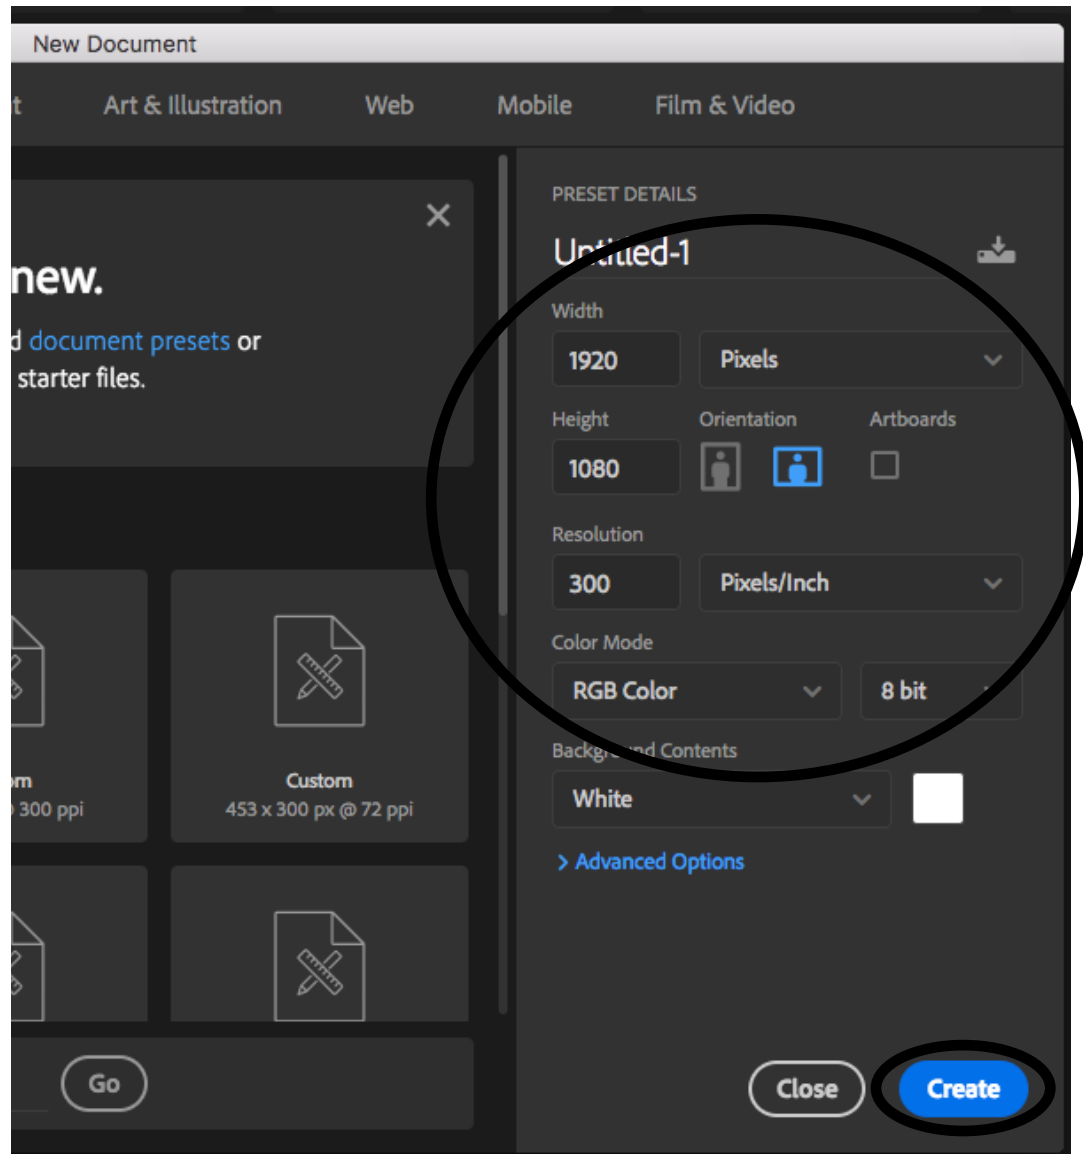 New Document
t Art & Illustration Web Mobile Film & Video
new.
d document presets or
starter files.
om
300 ppi
Custom
453 x 300 px @ 72 ppi
Go
PRESET DETAILS
Untitled-1
Width
1920 Pixels
Height Orientation Artboards
1080
Resolution
300 Pixels/Inch
Color Mode
RGB Color 8 bit
Background Contents
White
> Advanced Options
Close Create